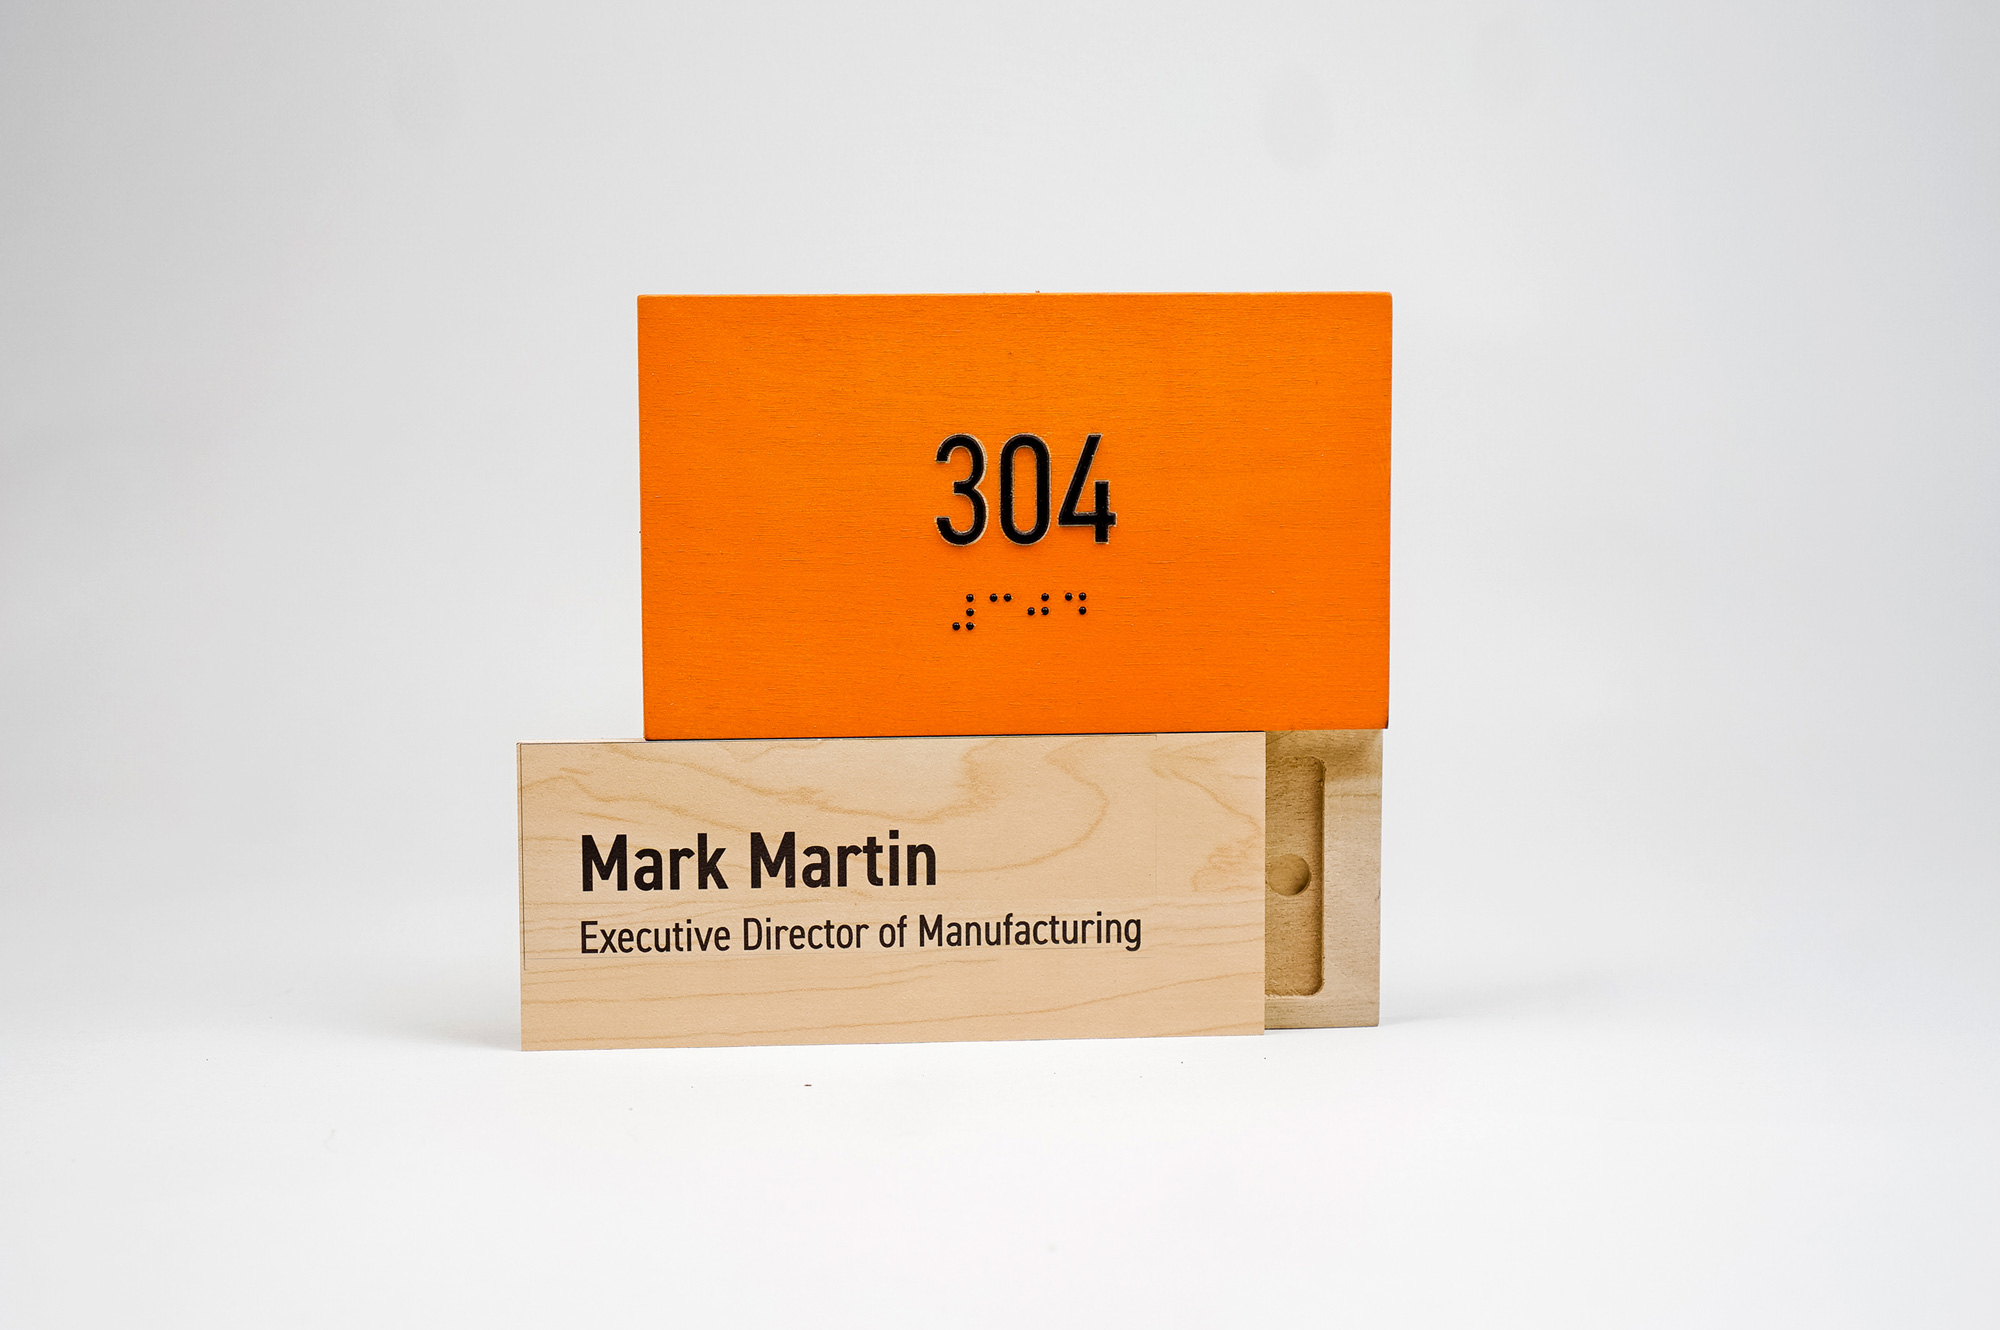 304
⠼⠉⠚⠙
Mark Martin
Executive Director of Manufacturing